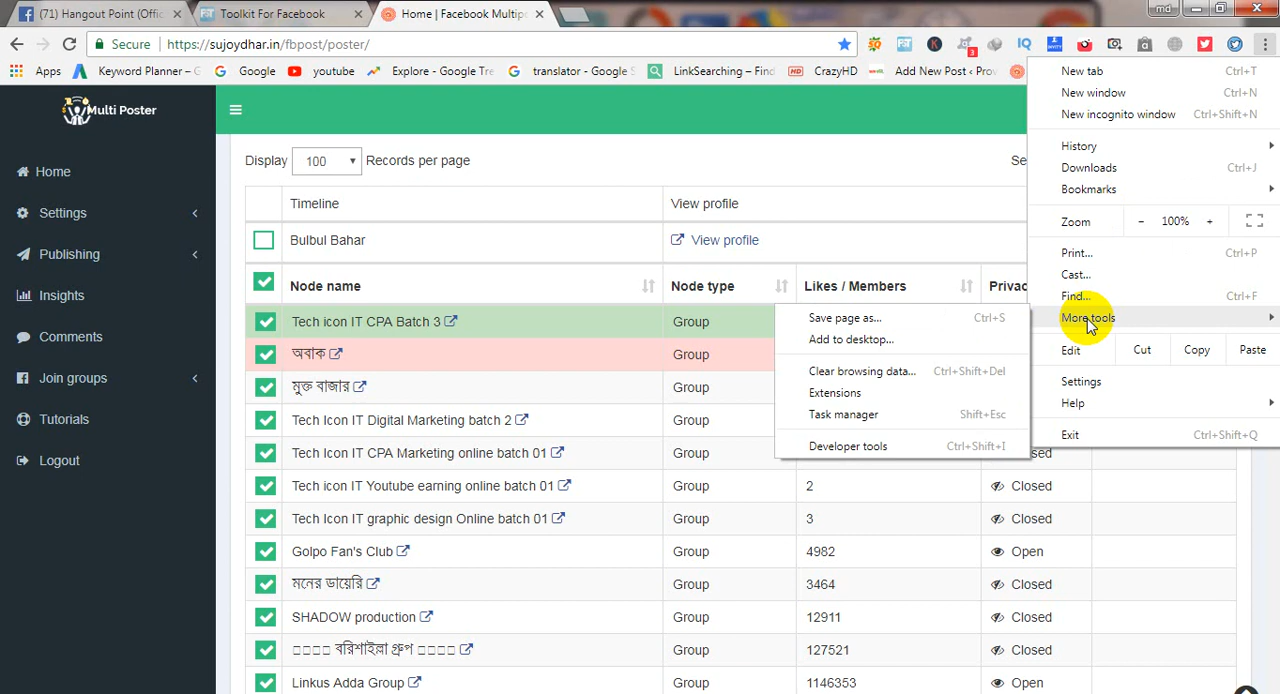 (71) Hangout Point (Offic
Toolkit For Facebook
Home | Facebook Multipo
md
Secure
https://sujoydhar.in/fbpost/poster/
Apps
Keyword Planner – G
Google
youtube
Explore - Google Tre
translator - Google S
LinkSearching – Find
CrazyHD
Add New Post ‹ Prov
Multi Poster
Home
Settings
Publishing
Insights
Comments
Join groups
Tutorials
Logout
Display 100 Records per page
Timeline
View profile
Bulbul Bahar
View profile
Node name
Node type
Likes / Members
Tech icon IT CPA Batch 3 Group
অবাক Group
মুক্ত বাজার Group
Tech Icon IT Digital Marketing batch 2 Group
Tech Icon IT CPA Marketing online batch 01 Group
Tech icon IT Youtube earning online batch 01 Group 2 Closed
Tech Icon IT graphic design Online batch 01 Group 3 Closed
Golpo Fan's Club Group 4982 Open
মনের ডায়েরি Group 3464 Closed
SHADOW production Group 12911 Closed
বরিশাইল্লা গ্রুপ Group 127521 Closed
Linkus Adda Group Group 1146353 Open
New tab Ctrl+T
New window Ctrl+N
New incognito window Ctrl+Shift+N
History
Downloads Ctrl+J
Bookmarks
Zoom - 100% +
Print... Ctrl+P
Cast...
Find... Ctrl+F
More tools
Edit Cut Copy Paste
Settings
Help
Exit Ctrl+Shift+Q
Save page as... Ctrl+S
Add to desktop...
Clear browsing data... Ctrl+Shift+Del
Extensions
Task manager Shift+Esc
Developer tools Ctrl+Shift+I